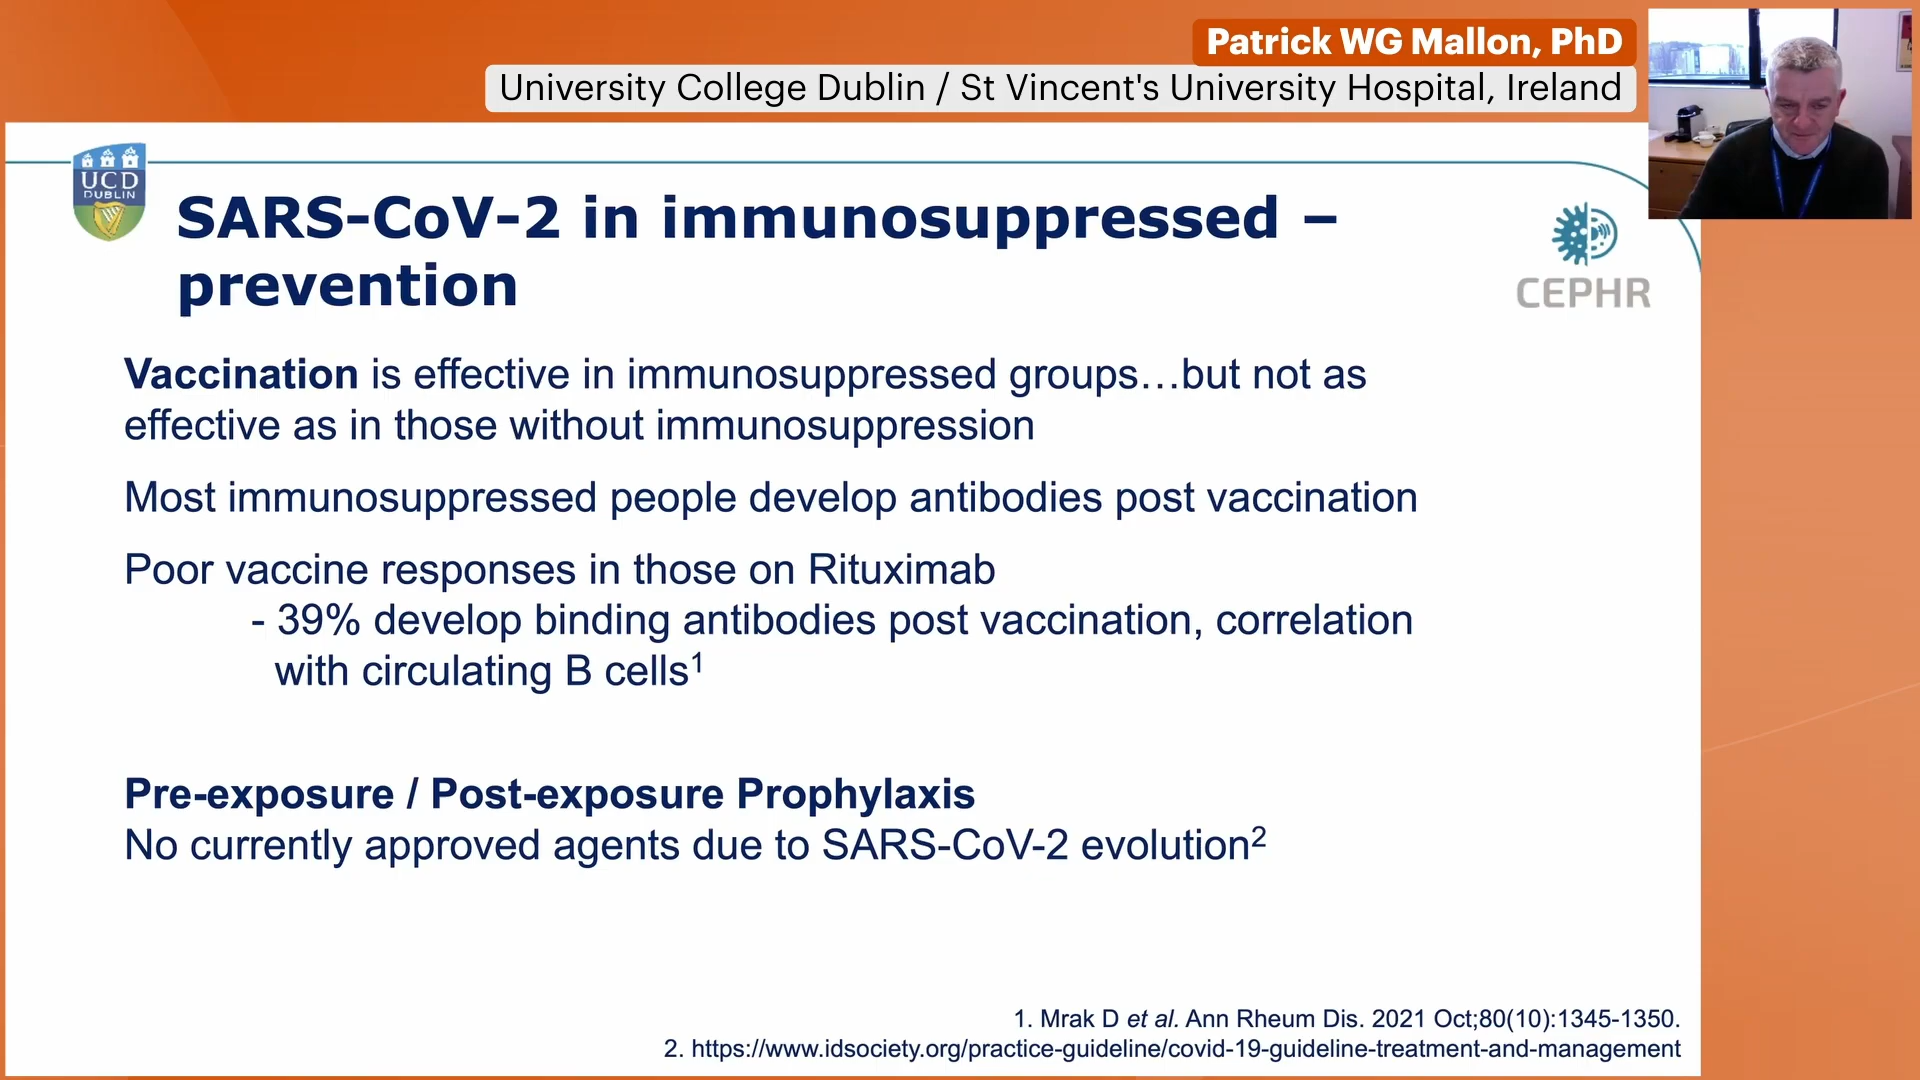 Patrick WG Mallon, PhD
University College Dublin / St Vincent's University Hospital, Ireland
UCD
DUBLIN
SARS-CoV-2 in immunosuppressed –
prevention
CEPHR
Vaccination is effective in immunosuppressed groups…but not as
effective as in those without immunosuppression
Most immunosuppressed people develop antibodies post vaccination
Poor vaccine responses in those on Rituximab
- 39% develop binding antibodies post vaccination, correlation
with circulating B cells¹
Pre-exposure / Post-exposure Prophylaxis
No currently approved agents due to SARS-CoV-2 evolution²
1. Mrak D et al. Ann Rheum Dis. 2021 Oct;80(10):1345-1350.
2. https://www.idsociety.org/practice-guideline/covid-19-guideline-treatment-and-management